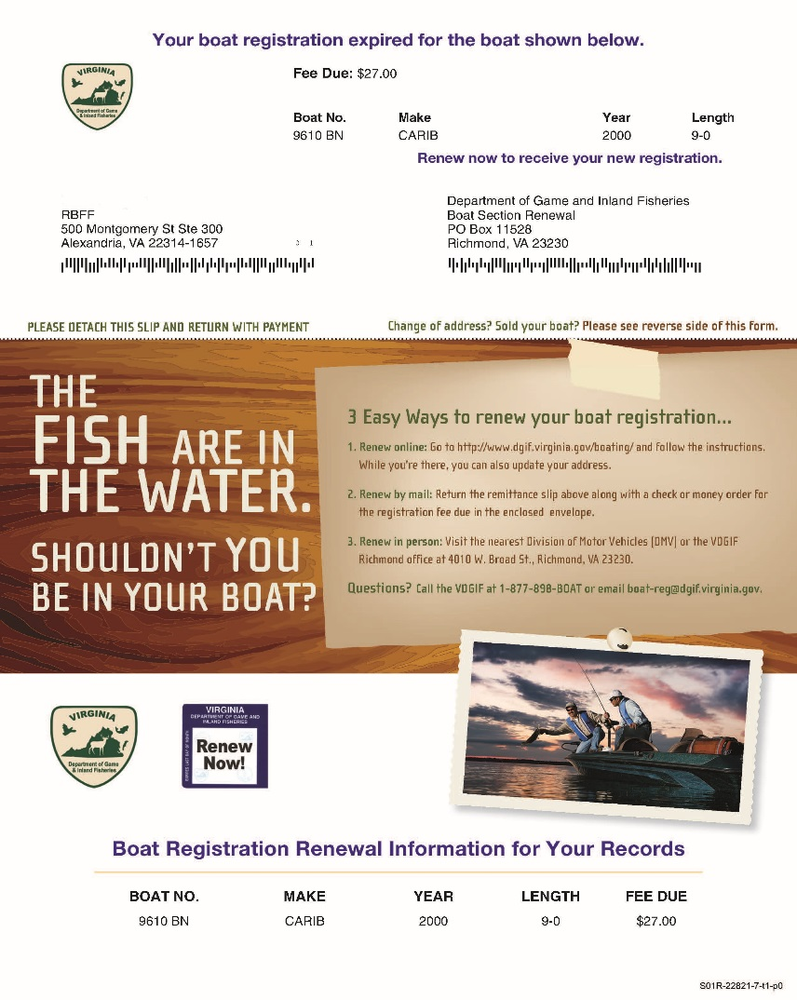 Your boat registration expired for the boat shown below.
VIRGINIA
Department of Game
& Inland Fisheries
Fee Due: $27.00
Boat No. Make Year Length
9610 BN CARIB 2000 9-0
Renew now to receive your new registration.
RBFF
500 Montgomery St Ste 300
Alexandria, VA 22314-1657
Department of Game and Inland Fisheries
Boat Section Renewal
PO Box 11528
Richmond, VA 23230
PLEASE DETACH THIS SLIP AND RETURN WITH PAYMENT
Change of address? Sold your boat? Please see reverse side of this form.
THE
FISH ARE IN
THE WATER.
SHOULDN'T YOU
BE IN YOUR BOAT?
3 Easy Ways to renew your boat registration...
1. Renew online: Go to http://www.dgif.virginia.gov/boating/ and follow the instructions.
While you're there, you can also update your address.
2. Renew by mail: Return the remittance slip above along with a check or money order for
the registration fee due in the enclosed envelope.
3. Renew in person: Visit the nearest Division of Motor Vehicles (DMV) or the VDGIF
Richmond office at 4010 W. Broad St., Richmond, VA 23230.
Questions? Call the VDGIF at 1-877-898-BOAT or email boat-reg@dgif.virginia.gov.
VIRGINIA
Department of Game
& Inland Fisheries
VIRGINIA
DEPARTMENT OF GAME AND
INLAND FISHERIES
EXPIRES LAST DAY OF MONTH
Renew
Now!
Boat Registration Renewal Information for Your Records
BOAT NO. MAKE YEAR LENGTH FEE DUE
9610 BN CARIB 2000 9-0 $27.00
S01R-22821-7-t1-p0